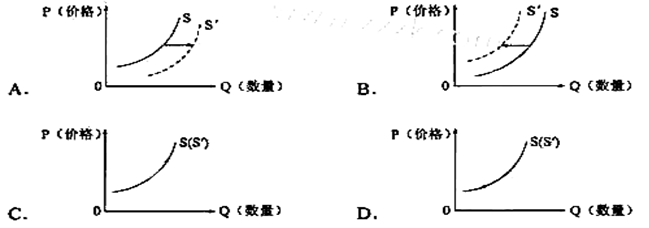 P（价格） S S′
0 Q（数量）
A.
P（价格） S′ S
0 Q（数量）
B.
P（价格） S(S′)
0 Q（数量）
C.
P（价格） S(S′)
0 Q（数量）
D.